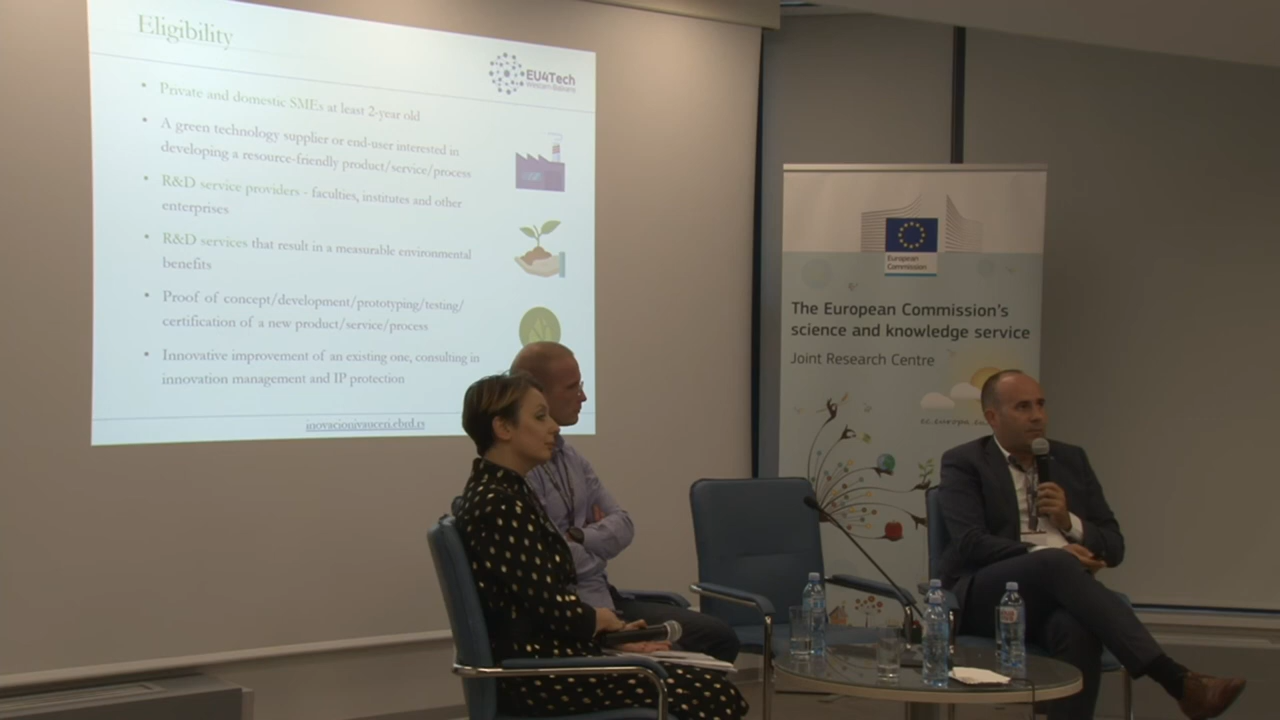 Eligibility
EU4Tech
Private and domestic SMEs at least 2-year old
A green technology supplier or end-user interested in
developing a resource-friendly product/service/process
R&D service providers - faculties, institutes and other
enterprises
R&D services that result in a measurable environmental
benefits
Proof of concept/development/prototyping/testing/
certification of a new product/service/process
Innovative improvement of an existing one, consulting in
innovation management and IP protection
inovacionivauceri.ebrd.rs
European
Commission
The European Commission's
science and knowledge service
Joint Research Centre